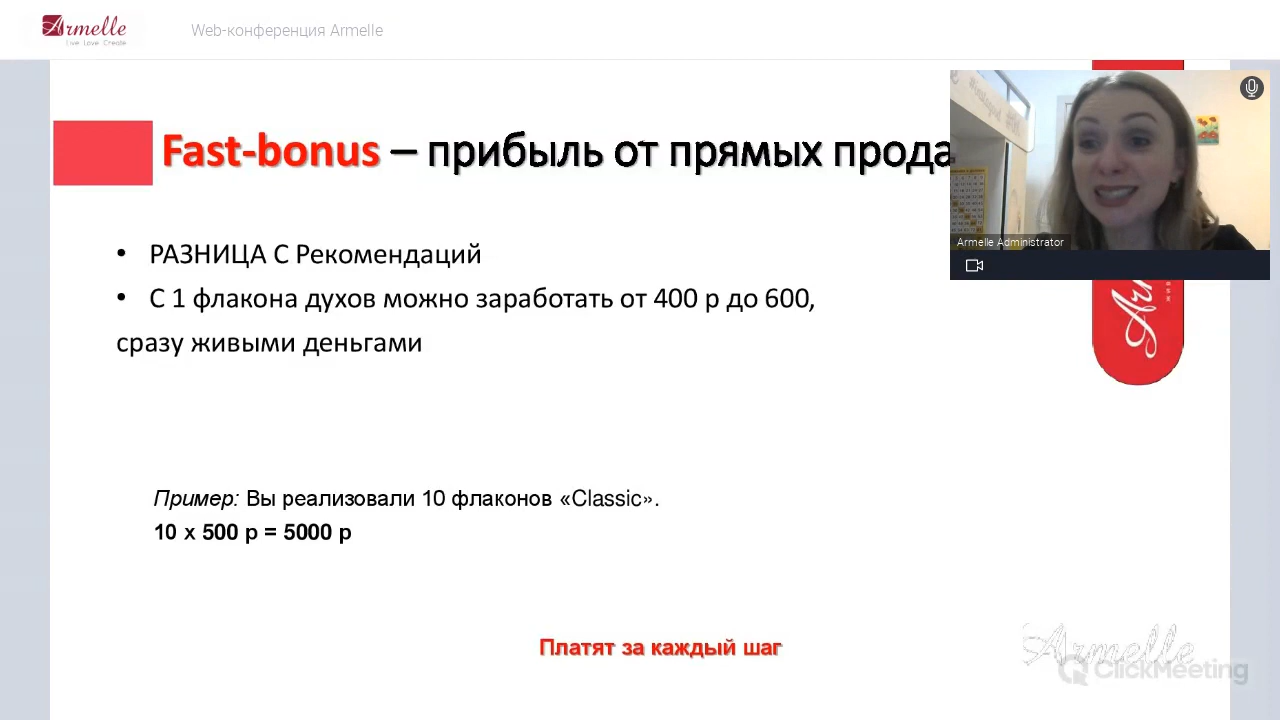 Armelle
Live Love Create
Web-конференция Armelle
Fast-bonus – прибыль от прямых прода
Armelle Administrator
• РАЗНИЦА С Рекомендаций
• С 1 флакона духов можно заработать от 400 р до 600,
сразу живыми деньгами
Пример: Вы реализовали 10 флаконов «Classic».
10 х 500 р = 5000 р
Платят за каждый шаг
Armelle
ClickMeeting